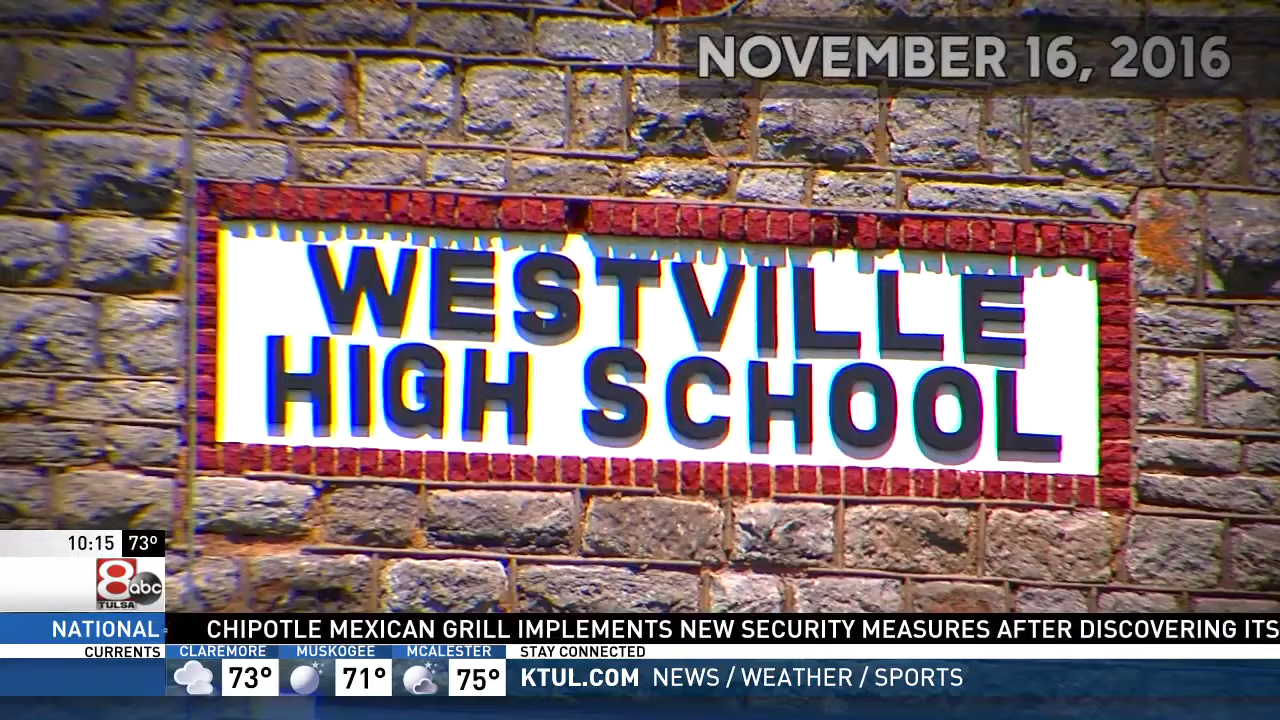 NOVEMBER 16, 2016
WESTVILLE
HIGH SCHOOL
10:15 73°
8 abc
TULSA
NATIONAL CHIPOTLE MEXICAN GRILL IMPLEMENTS NEW SECURITY MEASURES AFTER DISCOVERING ITS
CURRENTS CLAREMORE MUSKOGEE MCALESTER STAY CONNECTED
73° 71° 75° KTUL.COM NEWS / WEATHER / SPORTS